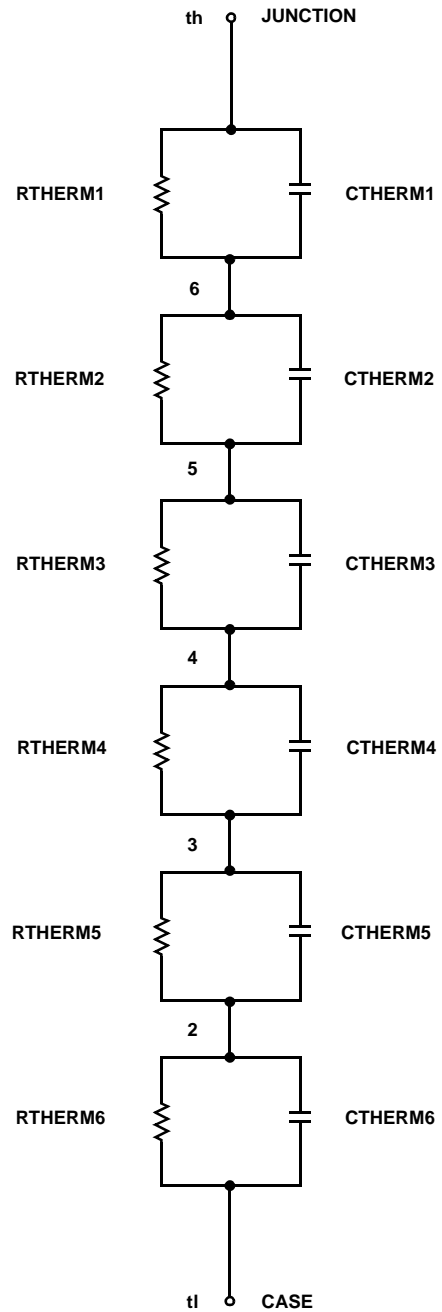 th JUNCTION
RTHERM1 CTHERM1
6
RTHERM2 CTHERM2
5
RTHERM3 CTHERM3
4
RTHERM4 CTHERM4
3
RTHERM5 CTHERM5
2
RTHERM6 CTHERM6
tl CASE